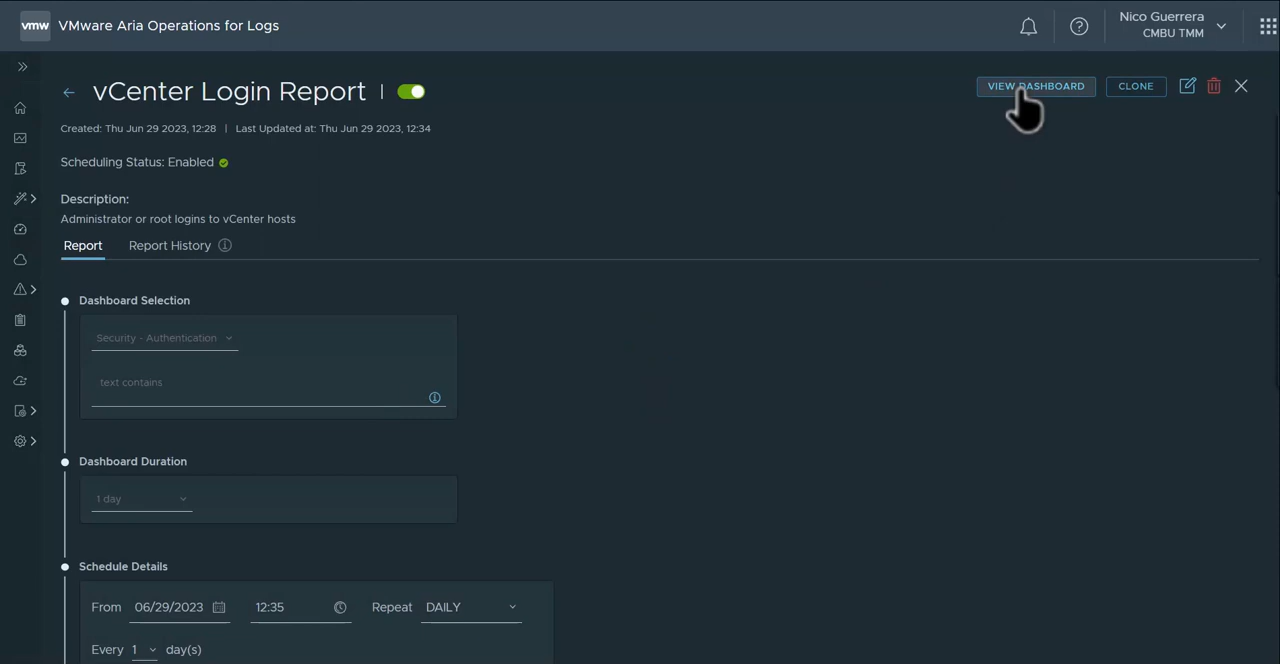 vmw VMware Aria Operations for Logs
Nico Guerrera
CMBU TMM
vCenter Login Report |
VIEW DASHBOARD
CLONE
Created: Thu Jun 29 2023, 12:28 | Last Updated at: Thu Jun 29 2023, 12:34
Scheduling Status: Enabled
Description:
Administrator or root logins to vCenter hosts
Report Report History
Dashboard Selection
Security - Authentication
text contains
Dashboard Duration
1 day
Schedule Details
From 06/29/2023 12:35 Repeat DAILY
Every 1 day(s)